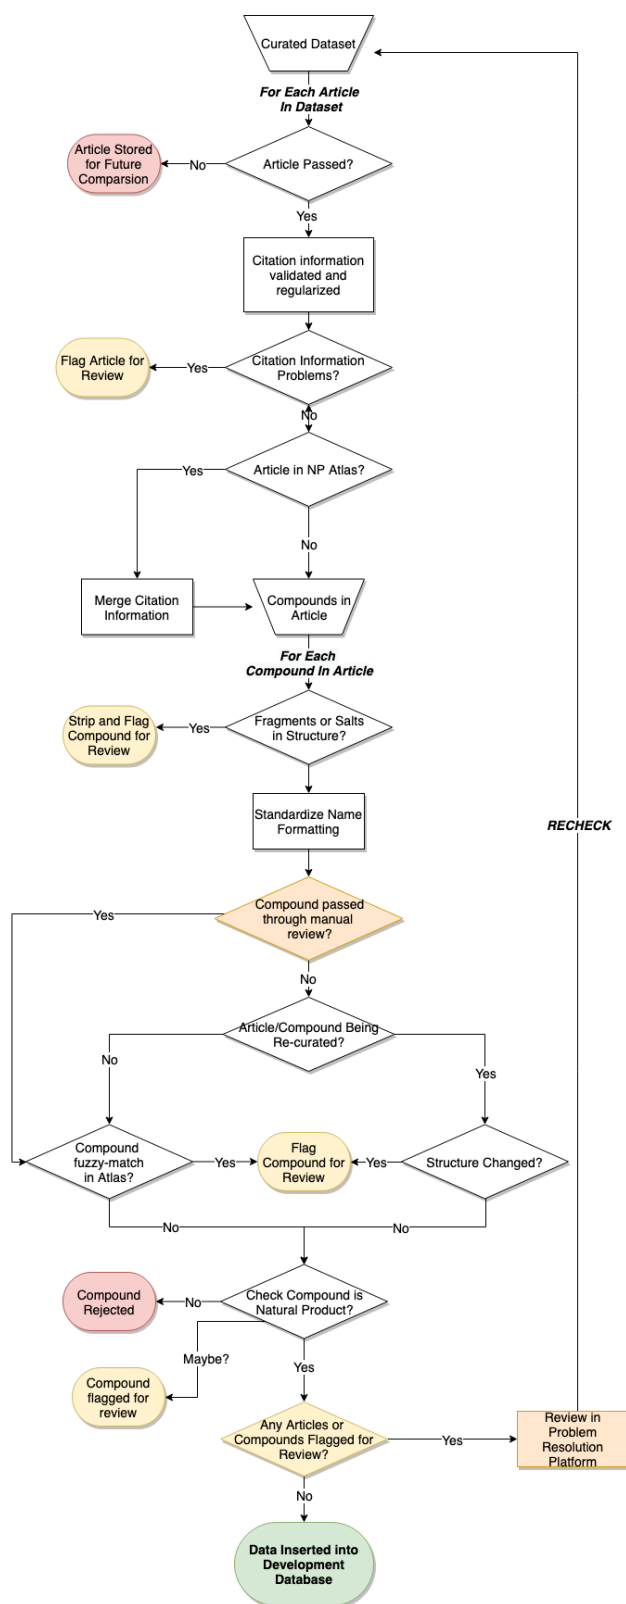 Curated Dataset
For Each Article
In Dataset
Article Stored
for Future
Comparsion
No
Article Passed?
Yes
Citation information
validated and
regularized
Flag Article for
Review
Yes
Citation Information
Problems?
No
Yes
Article in NP Atlas?
No
Merge Citation
Information
Compounds in
Article
For Each
Compound In Article
Strip and Flag
Compound for
Review
Yes
Fragments or Salts
in Structure?
Standardize Name
Formatting
RECHECK
Yes
Compound passed
through manual
review?
No
Article/Compound Being
Re-curated?
No
Yes
Compound
fuzzy-match
in Atlas?
Yes
Flag
Compound for
Review
Yes
Structure Changed?
No
No
Compound
Rejected
No
Check Compound is
Natural Product?
Maybe?
Yes
Compound
flagged for
review
Any Articles or
Compounds Flagged for
Review?
Yes
Review in
Problem
Resolution
Platform
No
Data Inserted into
Development
Database